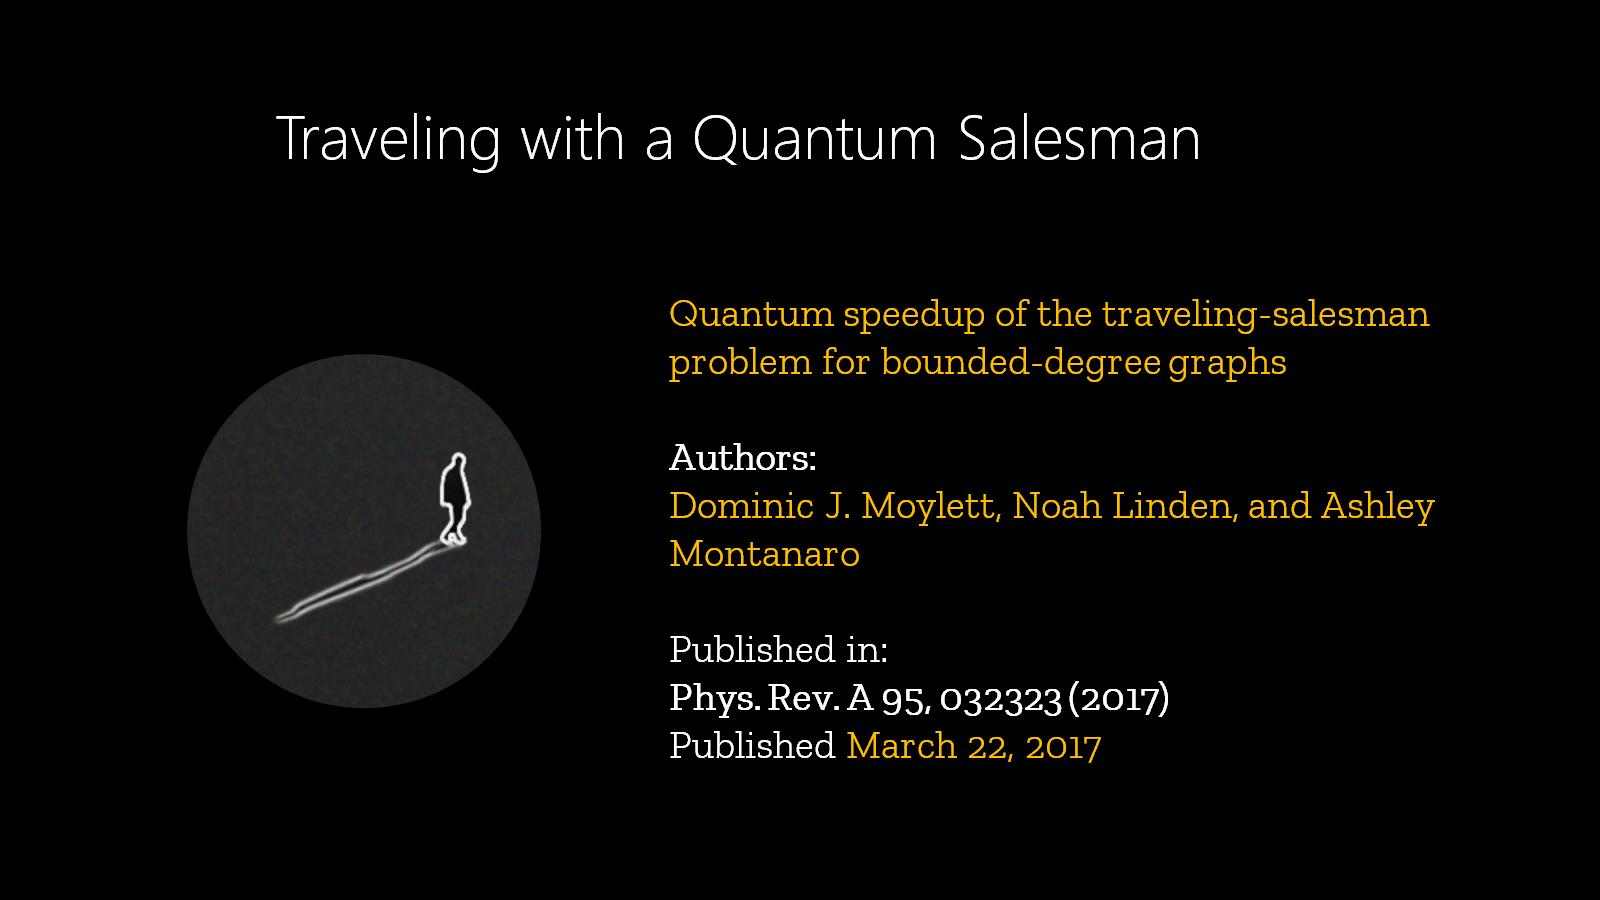 Traveling with a Quantum Salesman
Quantum speedup of the traveling-salesman
problem for bounded-degree graphs
Authors:
Dominic J. Moylett, Noah Linden, and Ashley
Montanaro
Published in:
Phys. Rev. A 95, 032323 (2017)
Published March 22, 2017